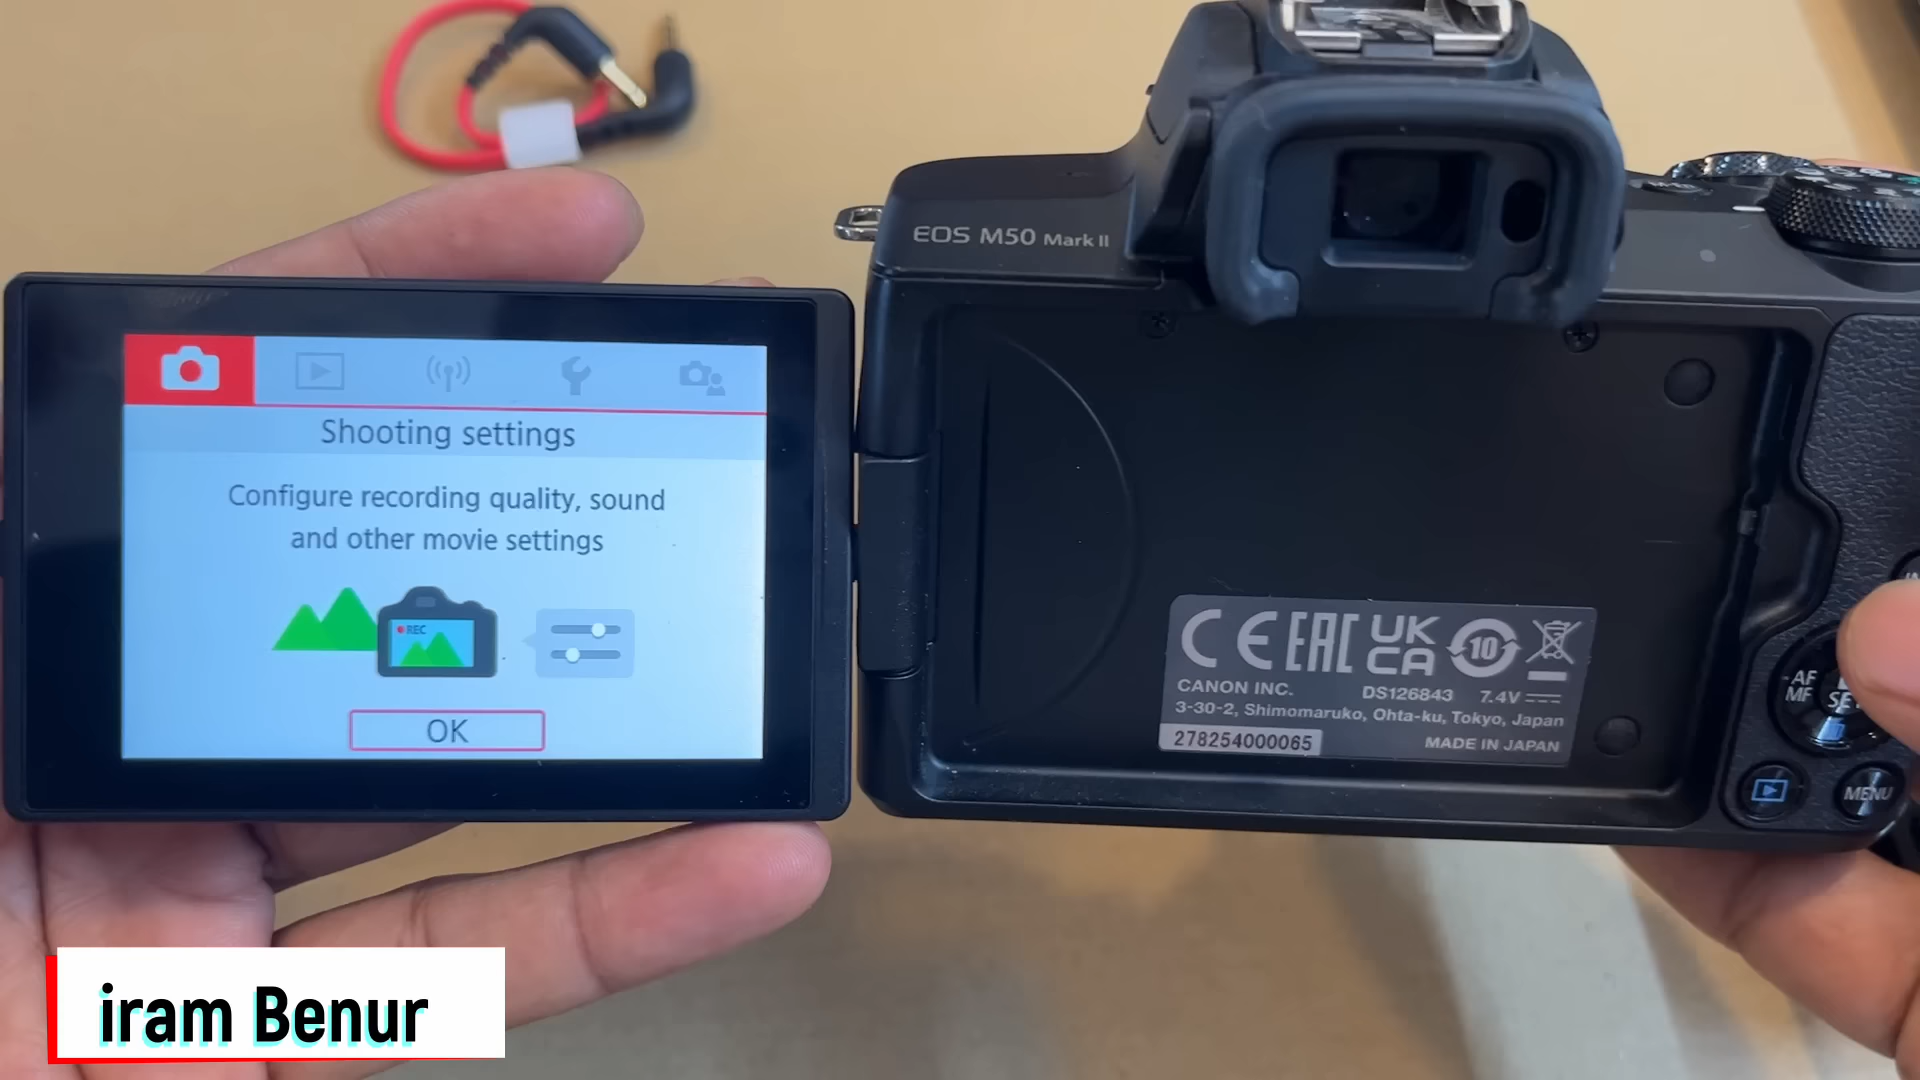 EOS M50 Mark II
Shooting settings
Configure recording quality, sound
and other movie settings
REC
OK
CE EAC UK CA 10
CANON INC. DS126843 7.4V
3-30-2, Shimomaruko, Ohta-ku, Tokyo, Japan
278254000065 MADE IN JAPAN
AF
MF
MENU
iram Benur